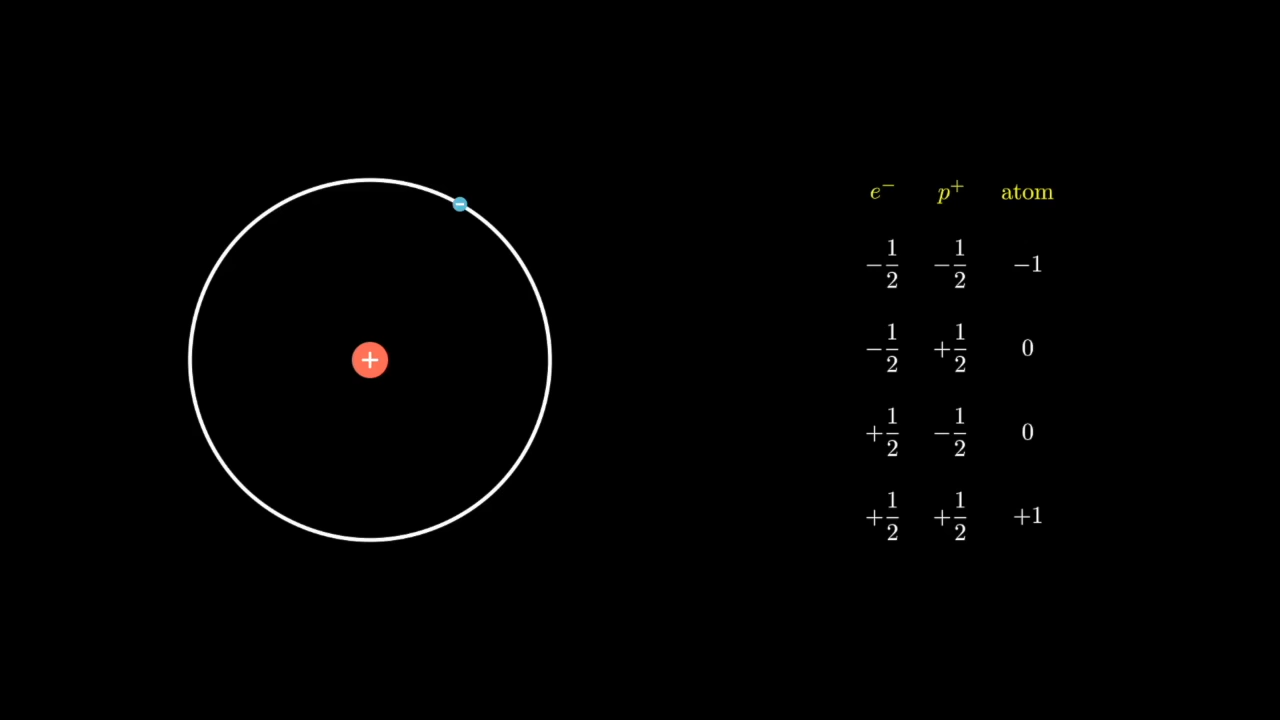 −
+
e⁻ p⁺ atom
−1/2 −1/2 −1
−1/2 +1/2 0
+1/2 −1/2 0
+1/2 +1/2 +1